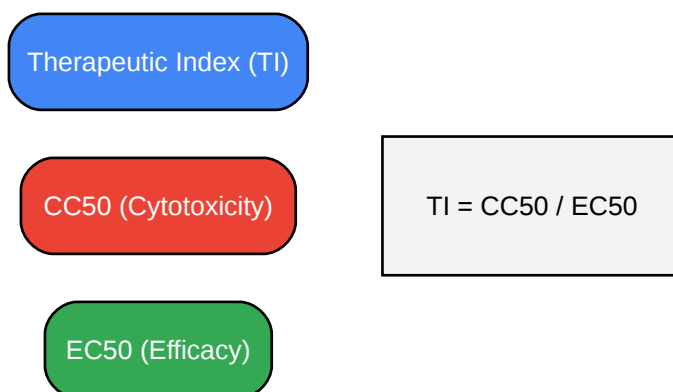 Therapeutic Index (TI)
CC50 (Cytotoxicity)
TI = CC50 / EC50
EC50 (Efficacy)